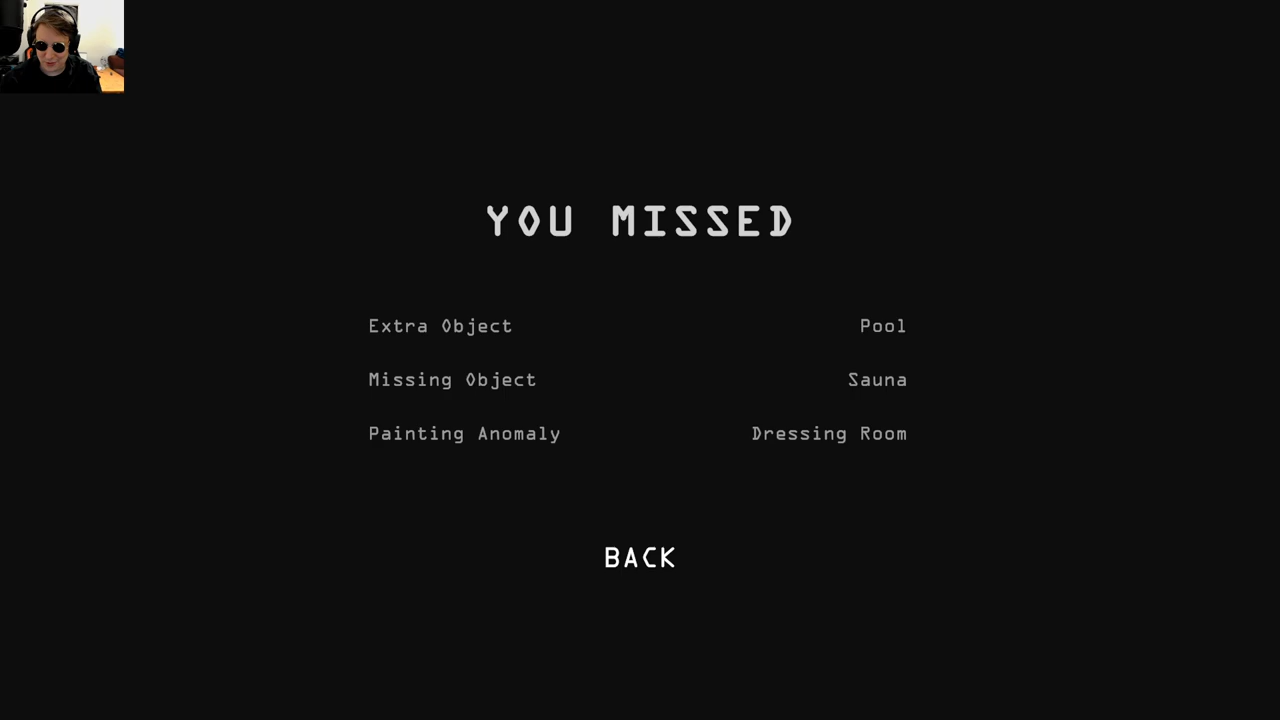 YOU MISSED
Extra Object Pool
Missing Object Sauna
Painting Anomaly Dressing Room
BACK